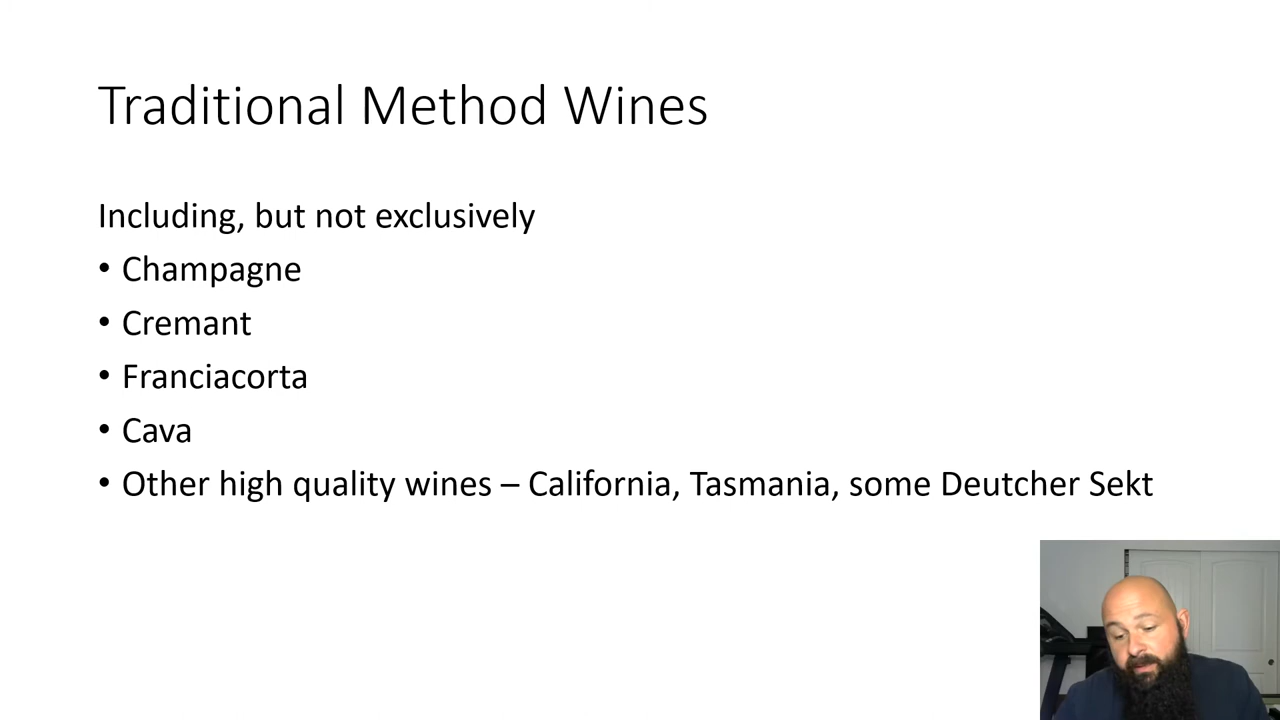 Traditional Method Wines
Including, but not exclusively
• Champagne
• Cremant
• Franciacorta
• Cava
• Other high quality wines – California, Tasmania, some Deutcher Sekt